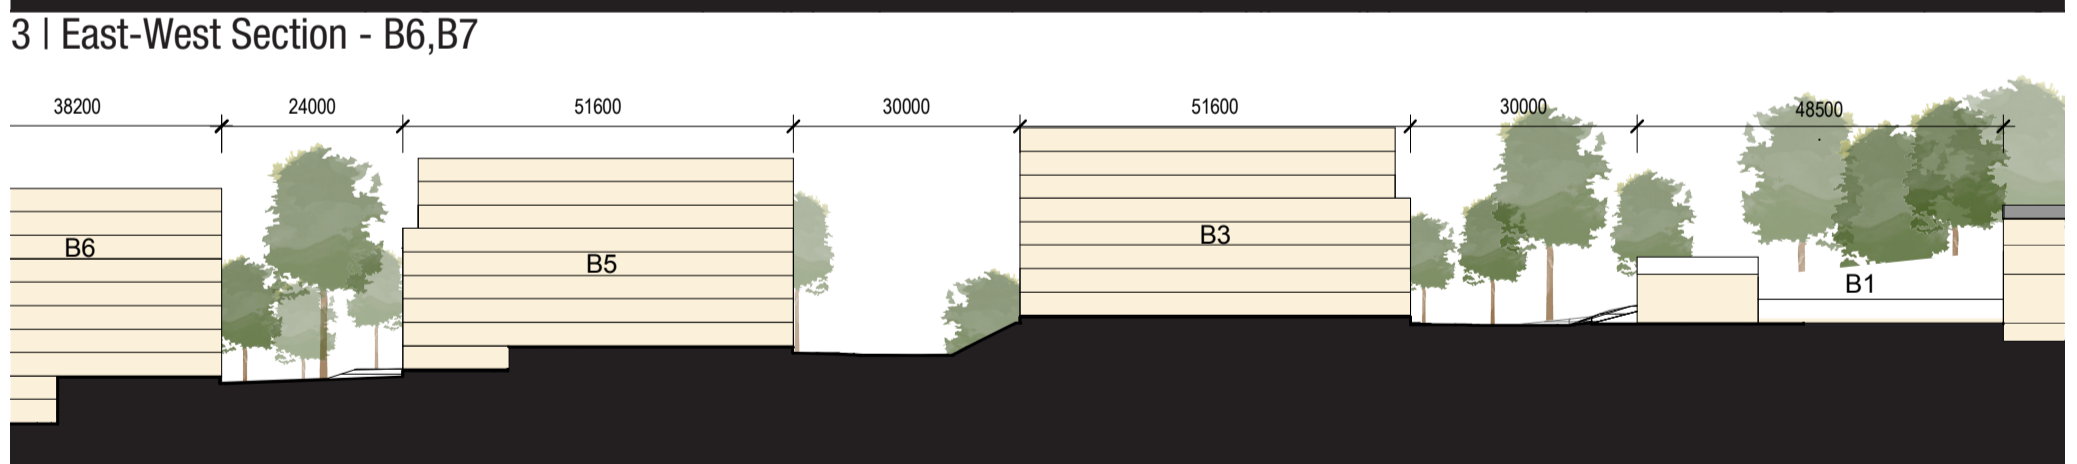 3 | East-West Section - B6,B7
38200 24000 51600 30000 51600 30000 48500
B6 B5 B3 B1